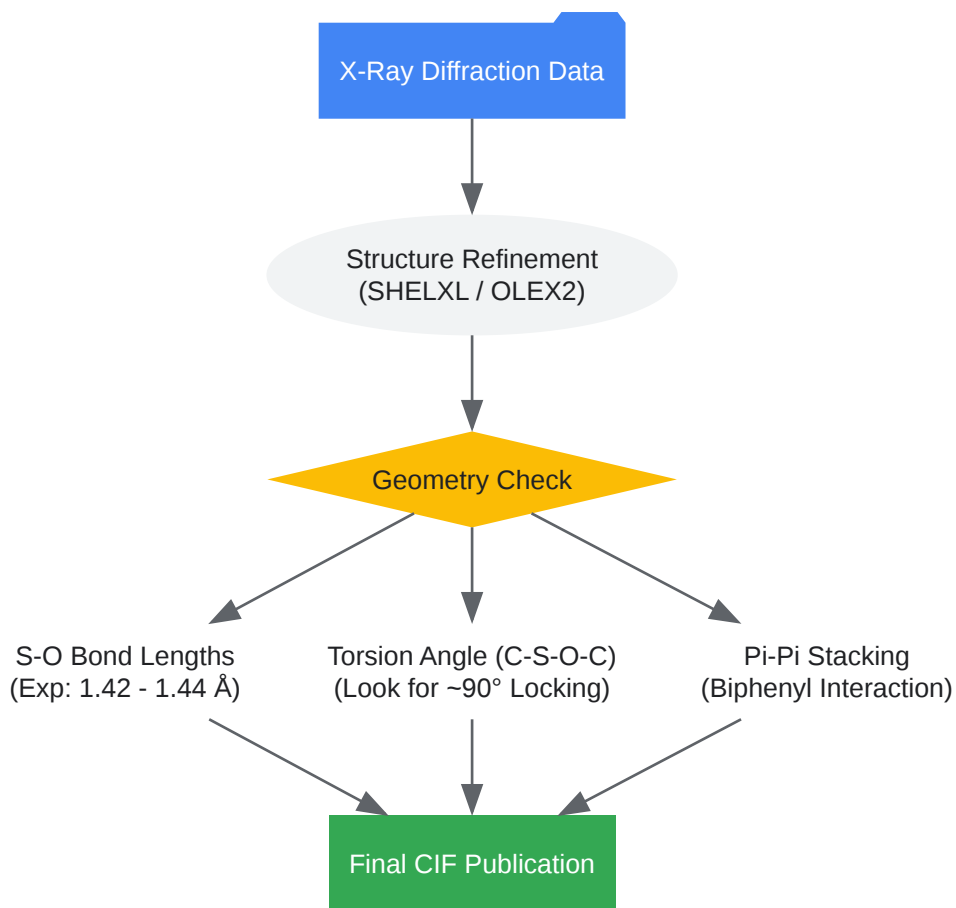 X-Ray Diffraction Data
Structure Refinement
(SHELXL / OLEX2)
Geometry Check
S-O Bond Lengths
(Exp: 1.42 - 1.44 Å)
Torsion Angle (C-S-O-C)
(Look for ~90° Locking)
Pi-Pi Stacking
(Biphenyl Interaction)
Final CIF Publication